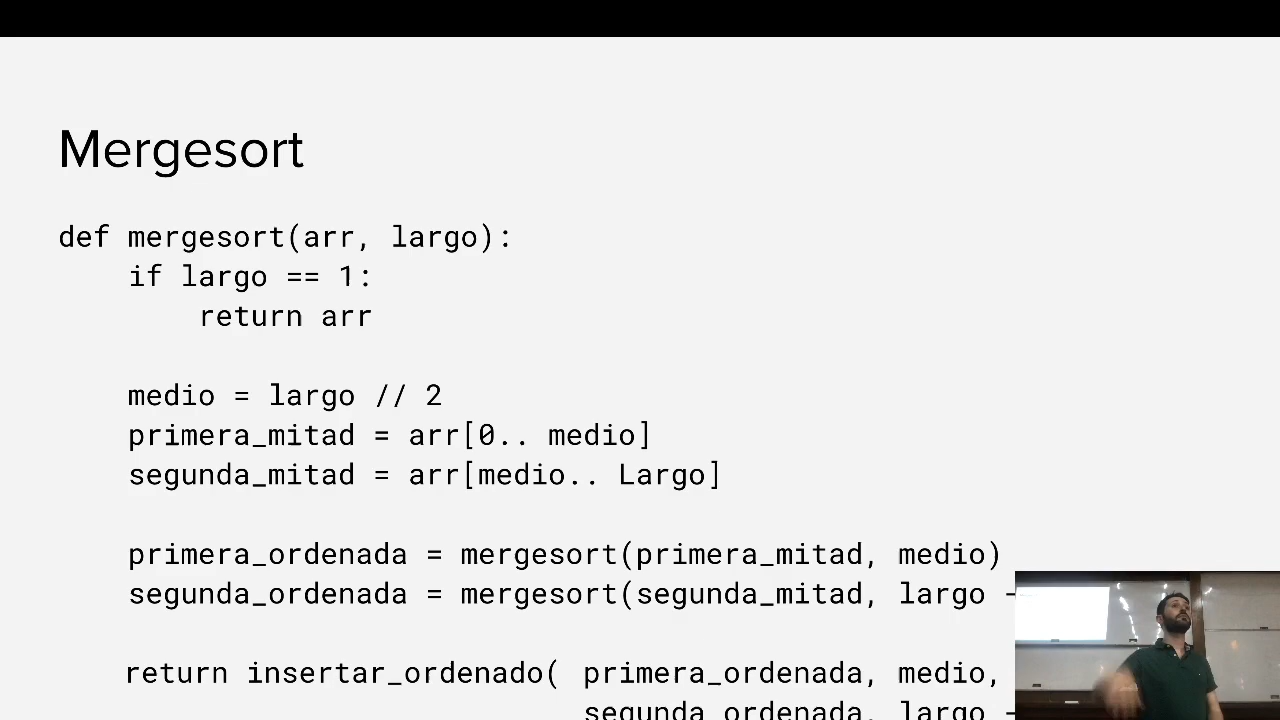 Mergesort
def mergesort(arr, largo):
    if largo == 1:
        return arr
    medio = largo // 2
    primera_mitad = arr[0.. medio]
    segunda_mitad = arr[medio.. Largo]
    primera_ordenada = mergesort(primera_mitad, medio)
    segunda_ordenada = mergesort(segunda_mitad, largo -
    return insertar_ordenado( primera_ordenada, medio,
                              segunda_ordenada, largo -